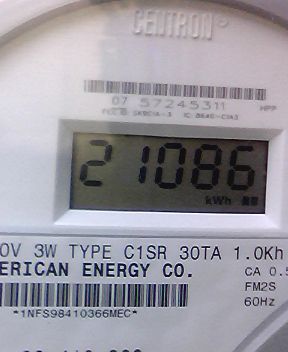 CENTRON®
07 57245311 HPP
21086
kWh
0V 3W TYPE C1SR 30TA 1.0Kh
ERICAN ENERGY CO.
CA 0.5
FM2S
60Hz
*1NFS98410366MEC*